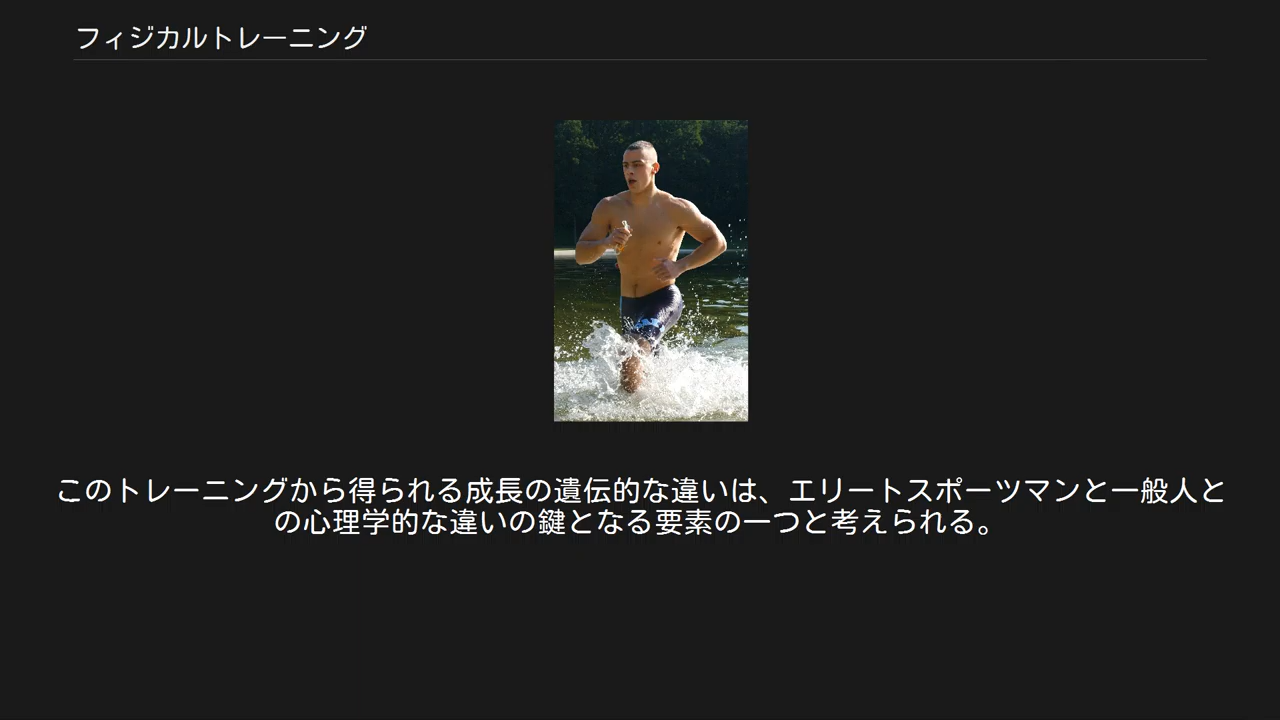 フィジカルトレーニング
このトレーニングから得られる成長の遺伝的な違いは、エリートスポーツマンと一般人と
の心理学的な違いの鍵となる要素の一つと考えられる。